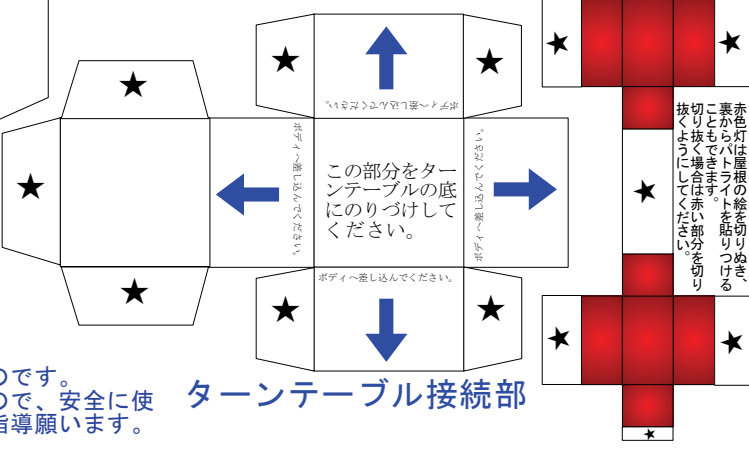 ボディへ差し込んでください。
ボディへ差し込んでください。
この部分をター
ンテーブルの底
にのりづけして
ください。
ボディへ差し込んでください。
ボディへ差し込んでください。
赤色灯は屋根の絵を切りぬき、
裏からパトライトを貼りつける
こともできます。
切り抜く場合は赤い部分を切り
抜くようにしてください。
のです。
ので、安全に使
指導願います。
ターンテーブル接続部